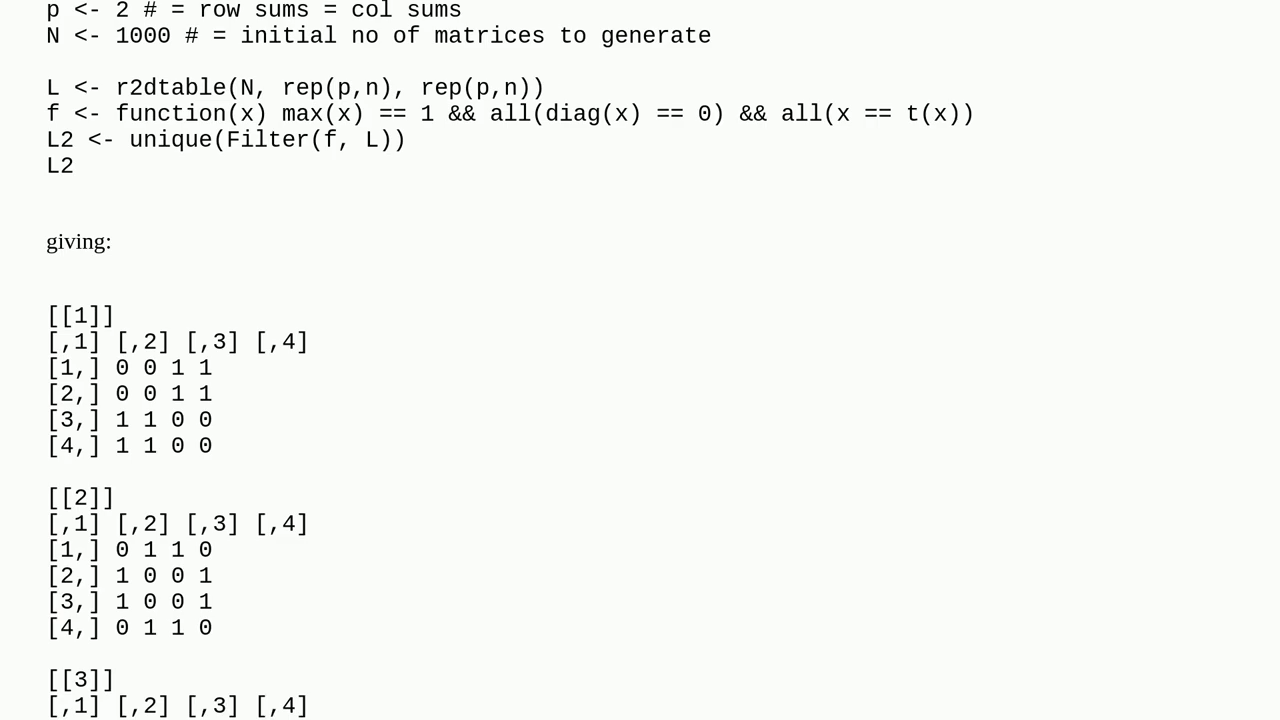 p <- 2 # = row sums = col sums
N <- 1000 # = initial no of matrices to generate
L <- r2dtable(N, rep(p,n), rep(p,n))
f <- function(x) max(x) == 1 && all(diag(x) == 0) && all(x == t(x))
L2 <- unique(Filter(f, L))
L2
giving:
[[1]]
[,1] [,2] [,3] [,4]
[1,] 0 0 1 1
[2,] 0 0 1 1
[3,] 1 1 0 0
[4,] 1 1 0 0
[[2]]
[,1] [,2] [,3] [,4]
[1,] 0 1 1 0
[2,] 1 0 0 1
[3,] 1 0 0 1
[4,] 0 1 1 0
[[3]]
[,1] [,2] [,3] [,4]